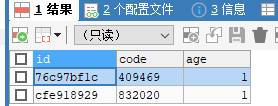 1 结果 2 个配置文件 3 信息
（只读）
id code age
76c97bf1c 409469 1
cfe918929 832020 1